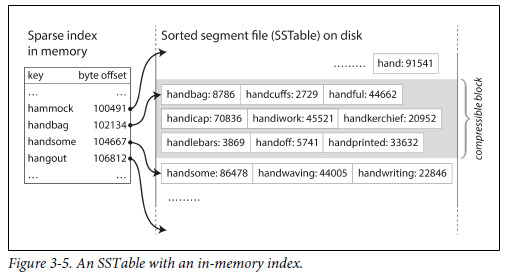 Sparse index
in memory
key byte offset
... ...
hammock 100491
handbag 102134
handsome 104667
hangout 106812
... ...
Sorted segment file (SSTable) on disk
......... hand: 91541
handbag: 8786 handcuffs: 2729 handful: 44662
handicap: 70836 handiwork: 45521 handkerchief: 20952
handlebars: 3869 handoff: 5741 handprinted: 33632
handsome: 86478 handwaving: 44005 handwriting: 22846
.........
compressible block
Figure 3-5. An SSTable with an in-memory index.